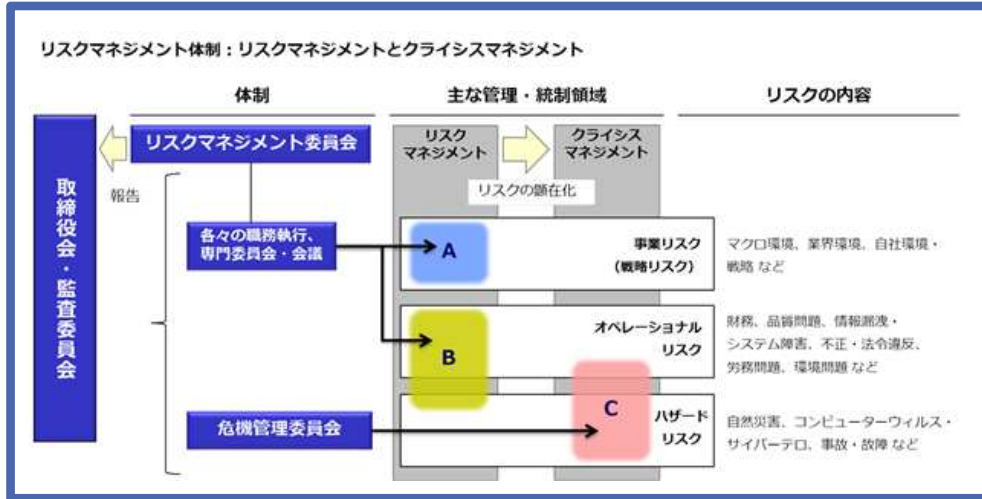 リスクマネジメント体制：リスクマネジメントとクライシスマネジメント
体制
主な管理・統制領域
リスクの内容
取締役会・監査委員会
報告
リスクマネジメント委員会
リスク
マネジメント
クライシス
マネジメント
リスクの顕在化
各々の職務執行、
専門委員会・会議
A
事業リスク
（戦略リスク）
マクロ環境、業界環境、自社環境・
戦略 など
B
オペレーショナル
リスク
財務、品質問題、情報漏洩・
システム障害、不正・法令違反、
労務問題、環境問題 など
危機管理委員会
C
ハザード
リスク
自然災害、コンピューターウィルス・
サイバーテロ、事故・故障 など